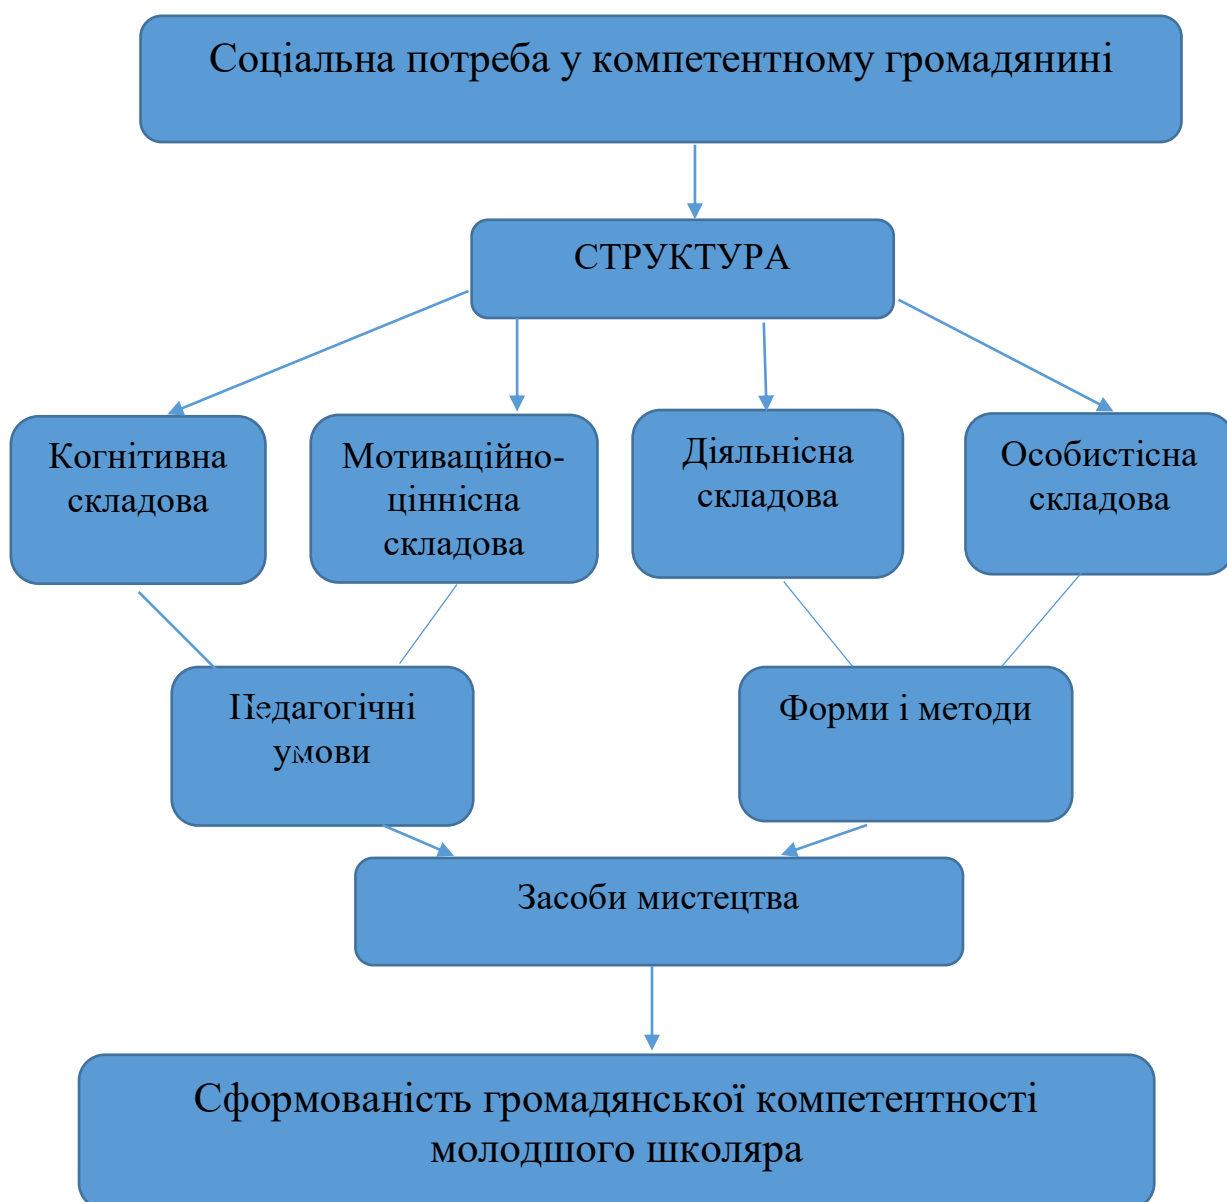 Соціальна потреба у компетентному громадянині
СТРУКТУРА
Когнітивна
складова
Мотиваційно-
ціннісна
складова
Діяльнісна
складова
Особистісна
складова
Педагогічні
умови
Форми і методи
Засоби мистецтва
Сформованість громадянської компетентності
молодшого школяра